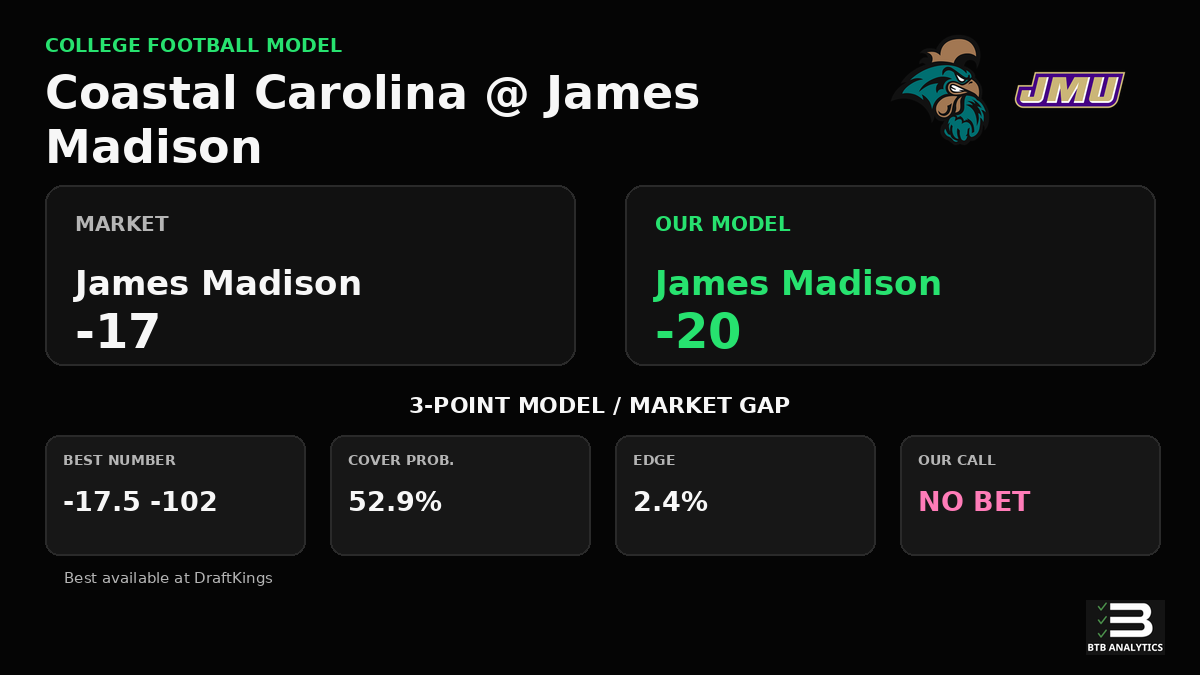 COLLEGE FOOTBALL MODEL
Coastal Carolina @ James
Madison
JMU
MARKET
James Madison
-17
OUR MODEL
James Madison
-20
3-POINT MODEL / MARKET GAP
BEST NUMBER
-17.5 -102
COVER PROB.
52.9%
EDGE
2.4%
OUR CALL
NO BET
Best available at DraftKings
B
BTB ANALYTICS